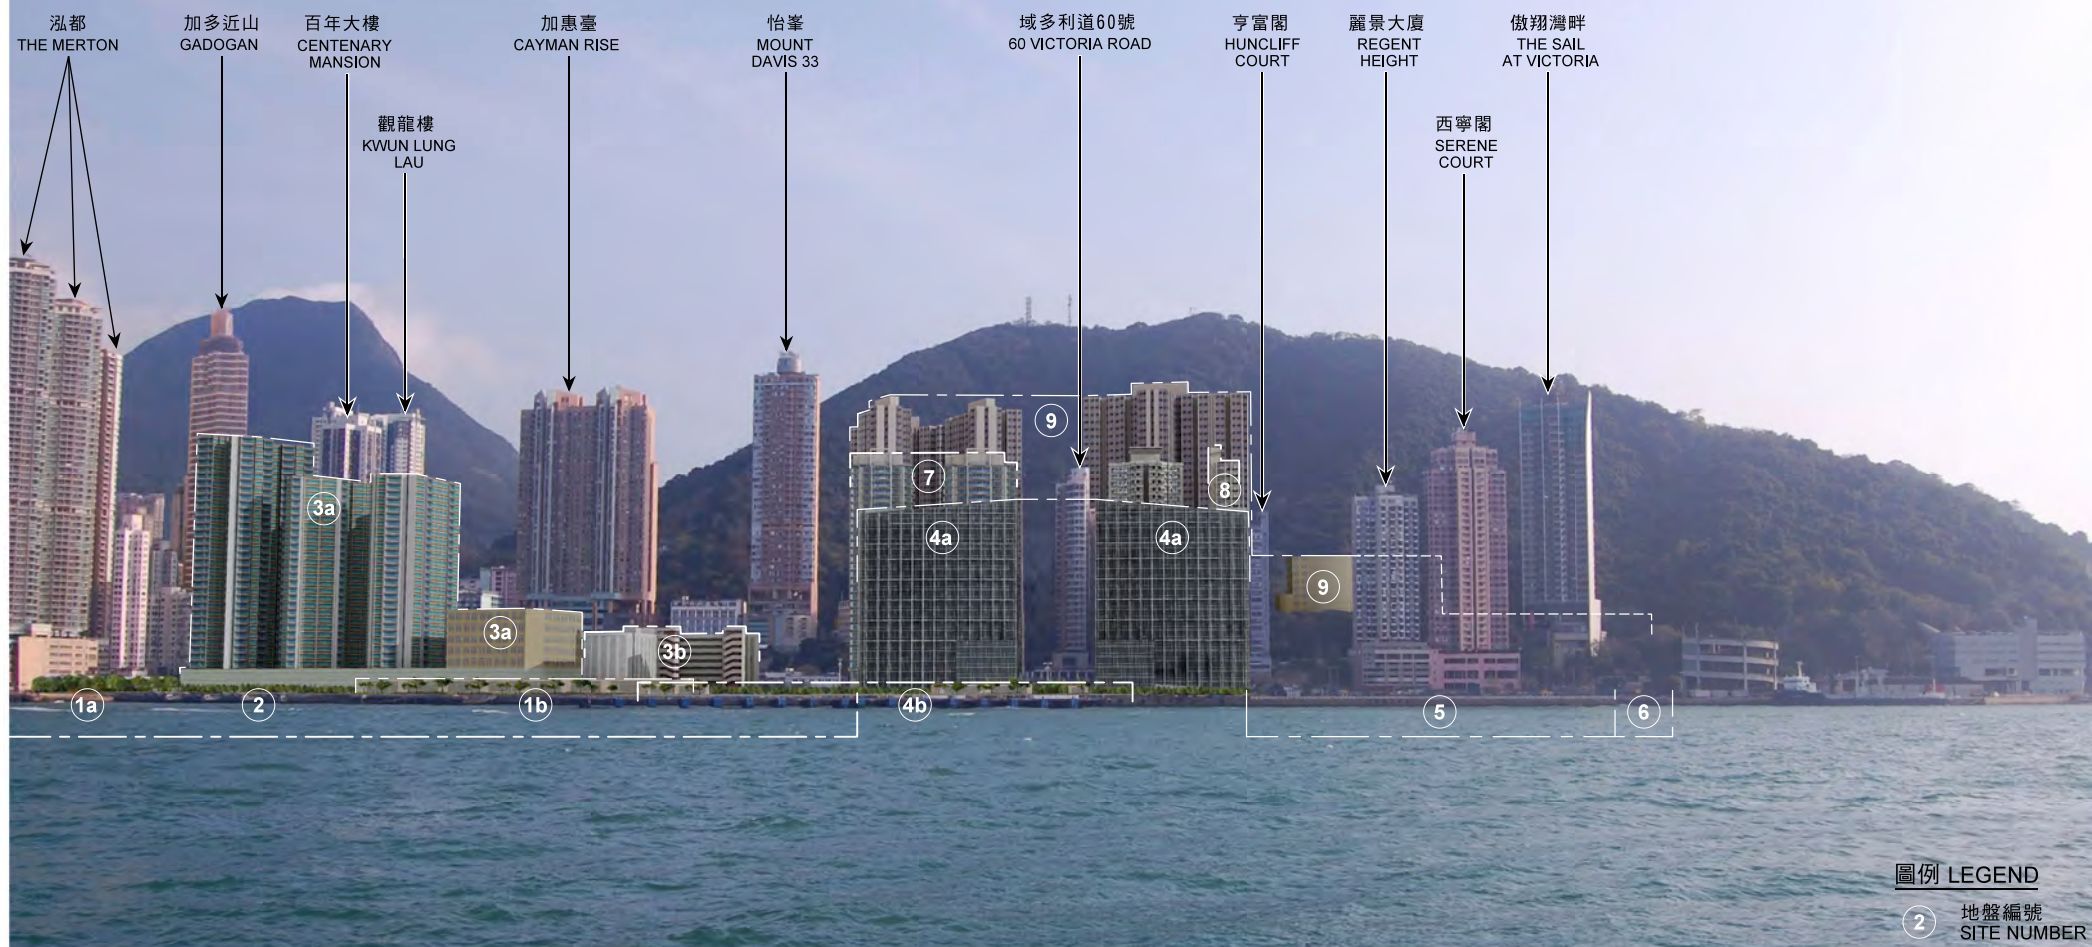 泓都
THE MERTON
加多近山
GADOGAN
百年大樓
CENTENARY
MANSION
觀龍樓
KWUN LUNG
LAU
加惠臺
CAYMAN RISE
怡峯
MOUNT
DAVIS 33
域多利道60號
60 VICTORIA ROAD
亨富閣
HUNCLIFF
COURT
麗景大廈
REGENT
HEIGHT
西寧閣
SERENE
COURT
傲翔灣畔
THE SAIL
AT VICTORIA
9
7
8
3a
4a
4a
9
3a
3b
1a
2
1b
4b
5
6
圖例 LEGEND
2
地盤編號
SITE NUMBER